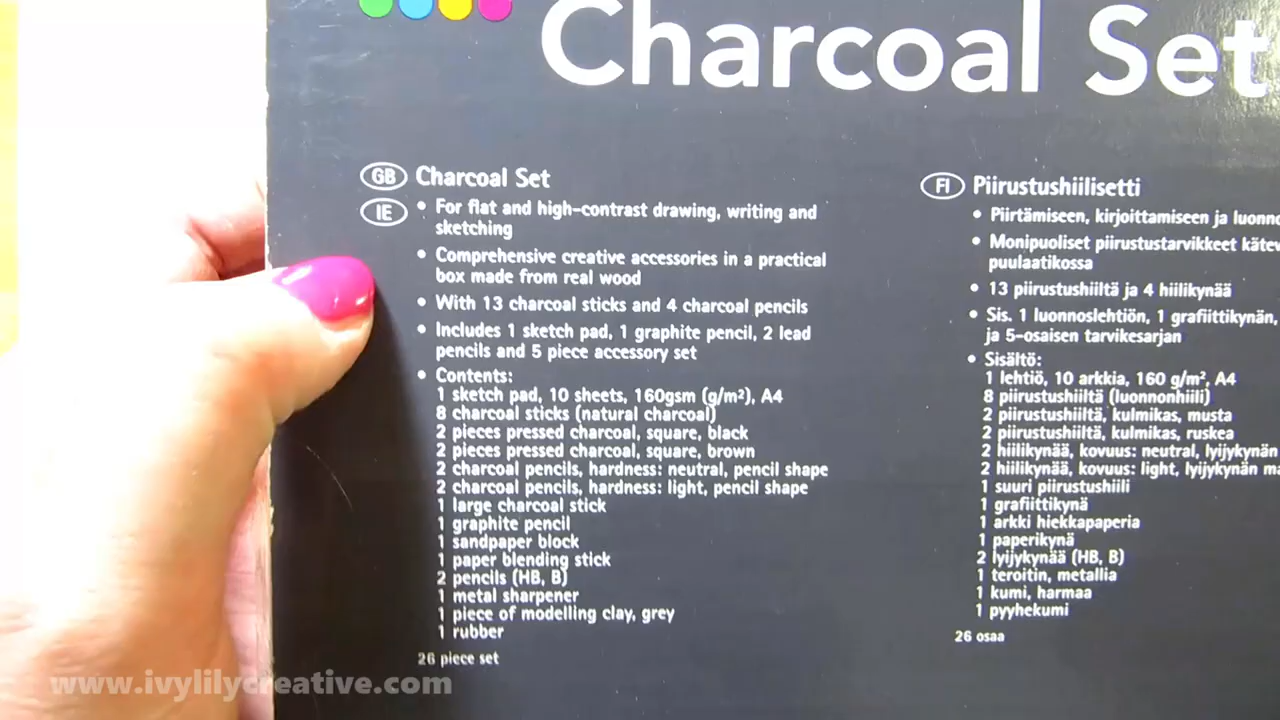 Charcoal Set
GB Charcoal Set
IE
• For flat and high-contrast drawing, writing and
sketching
• Comprehensive creative accessories in a practical
box made from real wood
• With 13 charcoal sticks and 4 charcoal pencils
• Includes 1 sketch pad, 1 graphite pencil, 2 lead
pencils and 5 piece accessory set
• Contents:
1 sketch pad, 10 sheets, 160gsm (g/m²), A4
8 charcoal sticks (natural charcoal)
2 pieces pressed charcoal, square, black
2 pieces pressed charcoal, square, brown
2 charcoal pencils, hardness: neutral, pencil shape
2 charcoal pencils, hardness: light, pencil shape
1 large charcoal stick
1 graphite pencil
1 sandpaper block
1 paper blending stick
2 pencils (HB, B)
1 metal sharpener
1 piece of modelling clay, grey
1 rubber
26 piece set
FI Piirustushiilisetti
• Piirtämiseen, kirjoittamiseen ja
• Monipuoliset piirustustarvikket
puulaatikossa
• 13 piirustushiiltä ja 4 hiilikynää
• Sis. 1 luonnoslehtiön, 1 grafiittikynän,
ja 5-osaisen tarvikesarjan
• Sisältö:
1 lehtiö, 10 arkkia, 160 g/m², A4
8 piirustushiiltä (luonnonhiili)
2 piirustushiiltä, kulmikas, musta
2 piirustushiiltä, kulmikas, ruskea
2 hiilikynää, kovuus: neutral, lyijykynän
2 hiilikynää, kovuus: light, lyijykynän
1 suuri piirustushiili
1 grafiittikynä
1 arkki hiekkapaperia
1 paperikynä
2 lyijykynää (HB, B)
1 teroitin, metallia
1 kumi, harmaa
1 pyyhekumi
26 osaa
www.ivylilycreative.com